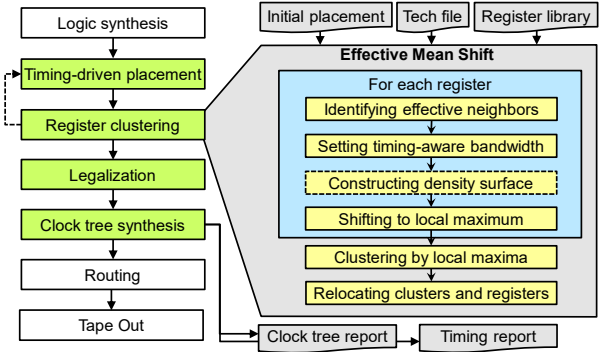 Logic synthesis
Timing-driven placement
Register clustering
Legalization
Clock tree synthesis
Routing
Tape Out
Initial placement
Tech file
Register library
Effective Mean Shift
For each register
Identifying effective neighbors
Setting timing-aware bandwidth
Constructing density surface
Shifting to local maximum
Clustering by local maxima
Relocating clusters and registers
Clock tree report
Timing report